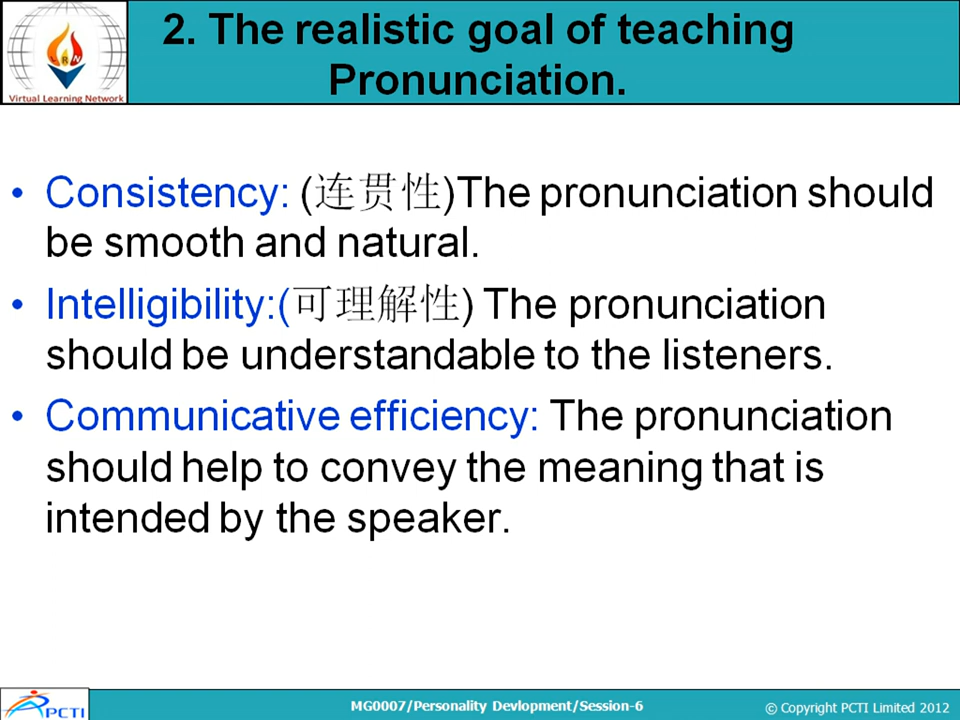 2. The realistic goal of teaching
Pronunciation.
Virtual Learning Network
• Consistency: (连贯性)The pronunciation should
be smooth and natural.
• Intelligibility:(可理解性) The pronunciation
should be understandable to the listeners.
• Communicative efficiency: The pronunciation
should help to convey the meaning that is
intended by the speaker.
PCTI
MG0007/Personality Devlopment/Session-6
© Copyright PCTI Limited 2012